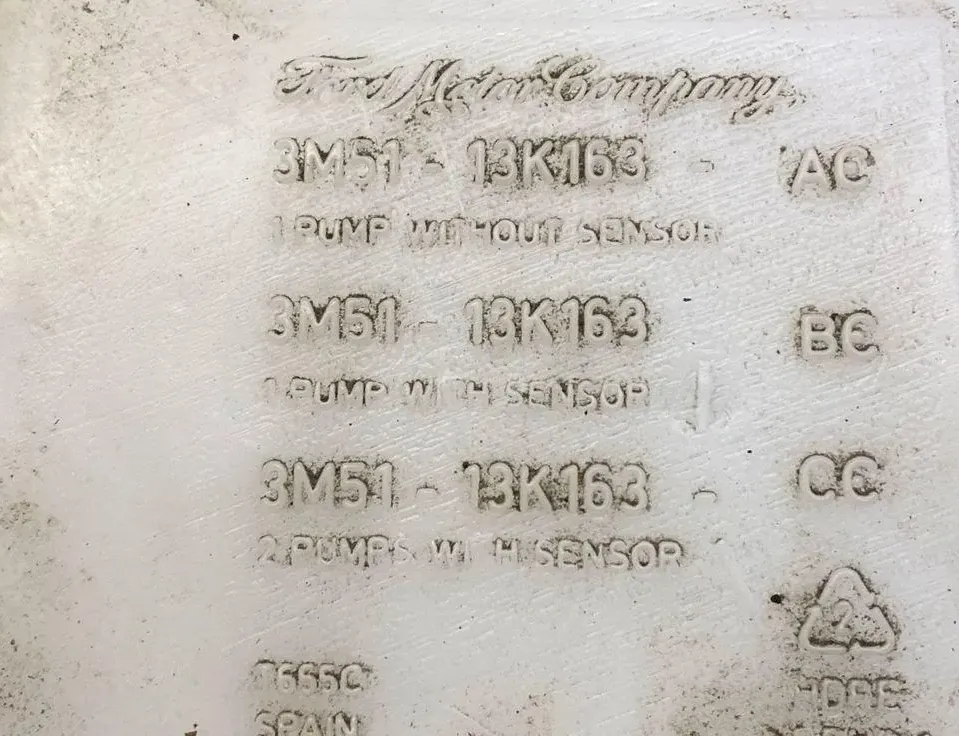 Ford Motor Company
3M51 - 13K163 - AC
1 PUMP WITHOUT SENSOR
3M51 - 13K163 BC
1 PUMP WITH SENSOR
3M51 - 13K163 - CC
2 PUMPS WITH SENSOR
2
HDPE
SPAIN